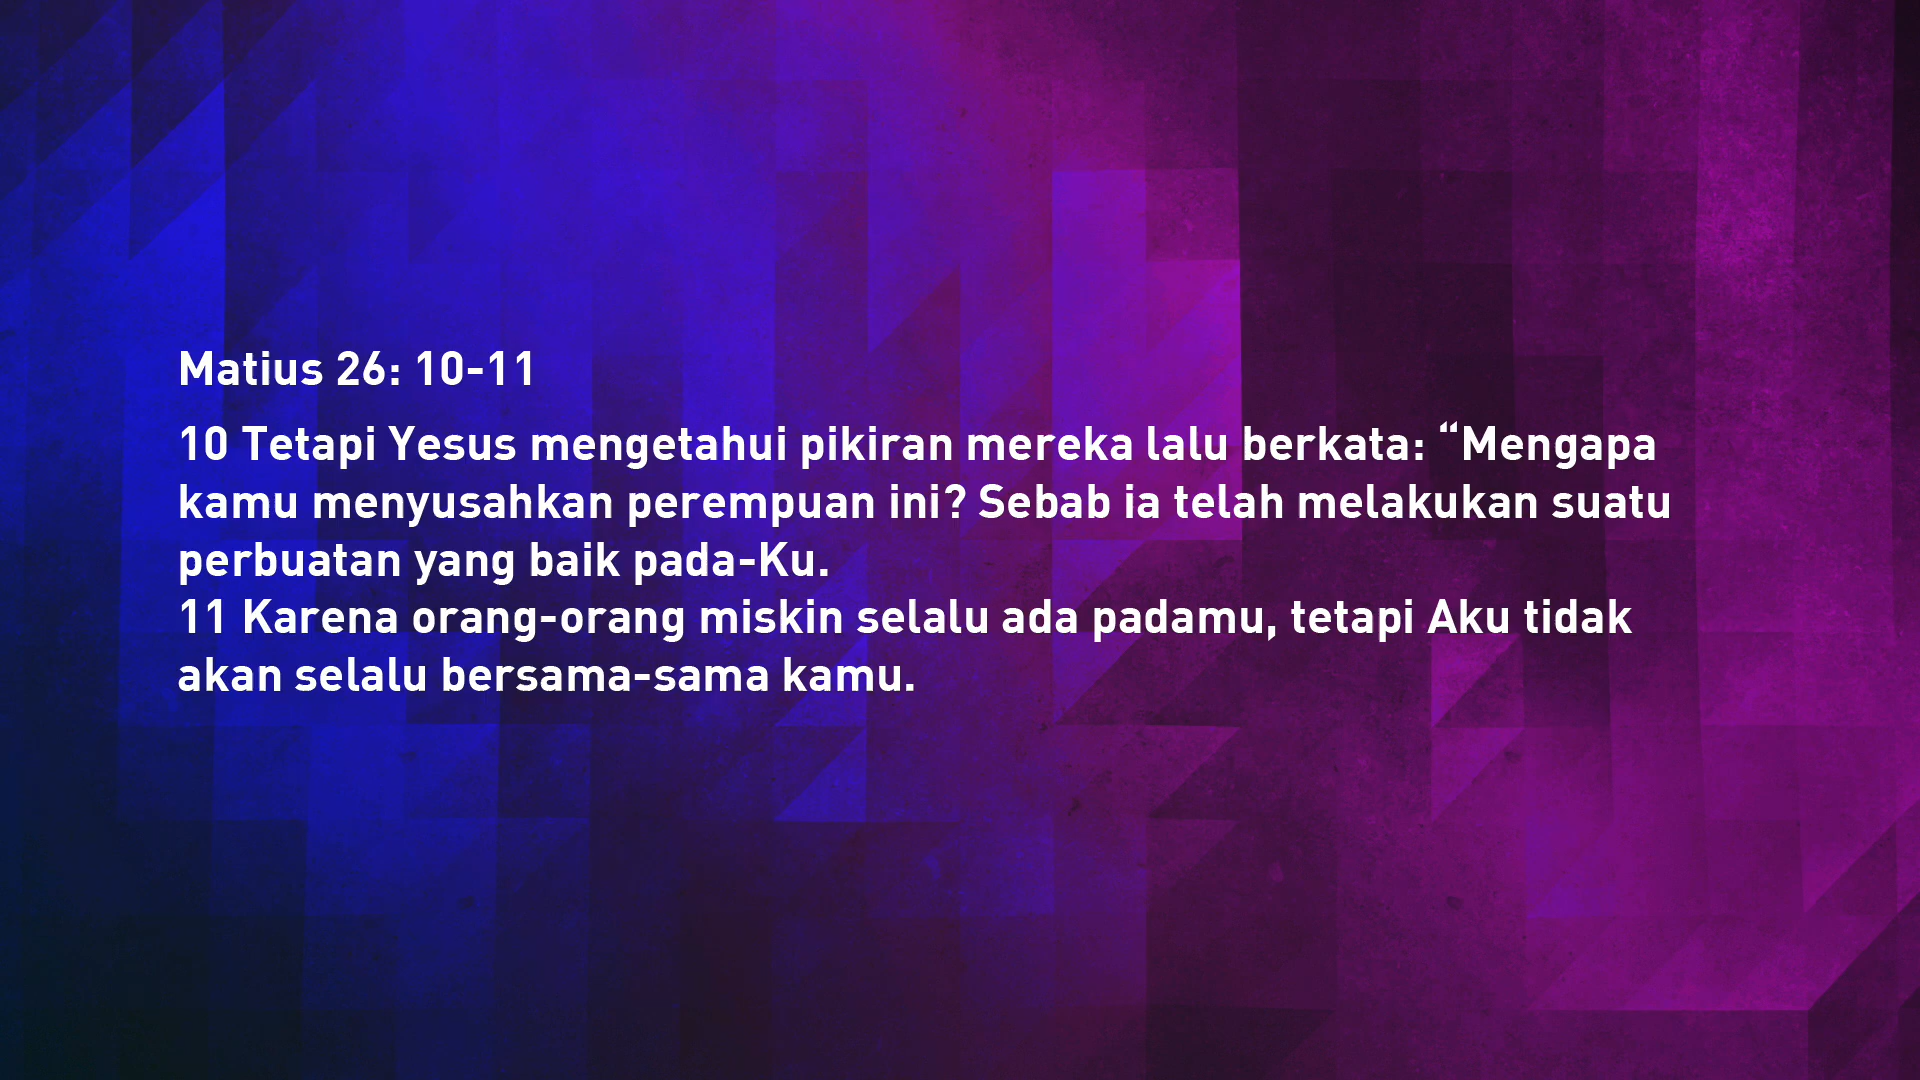 Matius 26: 10-11
10 Tetapi Yesus mengetahui pikiran mereka lalu berkata: “Mengapa
kamu menyusahkan perempuan ini? Sebab ia telah melakukan suatu
perbuatan yang baik pada-Ku.
11 Karena orang-orang miskin selalu ada padamu, tetapi Aku tidak
akan selalu bersama-sama kamu.